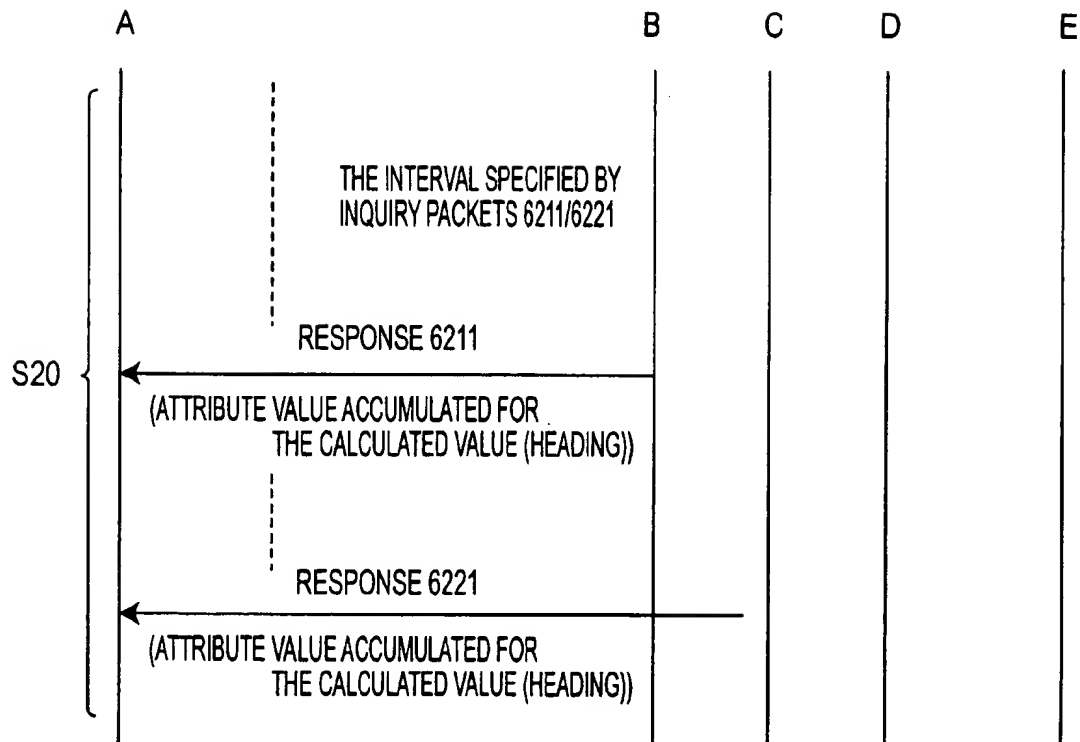 A B C D E
THE INTERVAL SPECIFIED BY
INQUIRY PACKETS 6211/6221
RESPONSE 6211
S20
(ATTRIBUTE VALUE ACCUMULATED FOR
THE CALCULATED VALUE (HEADING))
RESPONSE 6221
(ATTRIBUTE VALUE ACCUMULATED FOR
THE CALCULATED VALUE (HEADING))